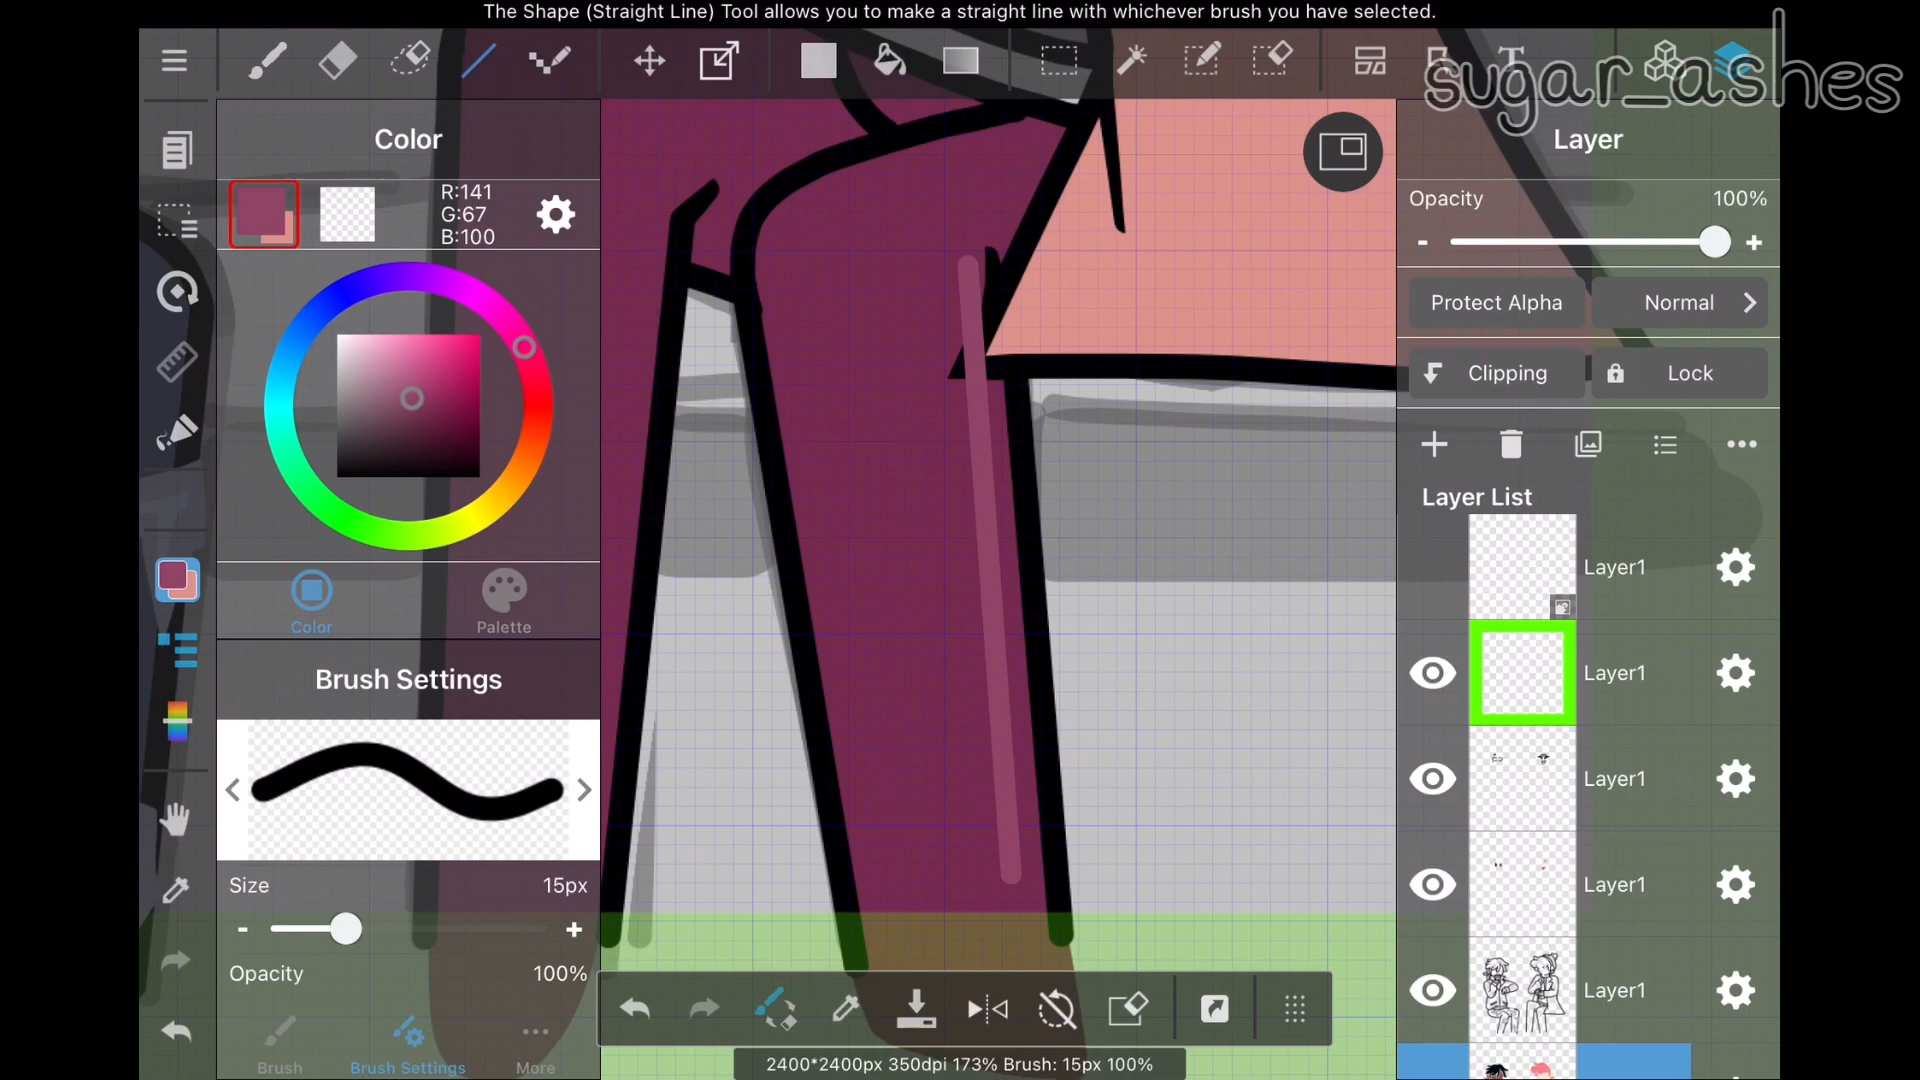 The Shape (Straight Line) Tool allows you to make a straight line with whichever brush you have selected.
T
sugar_ashes
Color
R:141
G:67
B:100
Color
Palette
Brush Settings
Size
15px
Opacity
100%
Brush
Brush Settings
More
2400*2400px 350dpi 173% Brush: 15px 100%
Layer
Opacity
100%
Protect Alpha
Normal
Clipping
Lock
Layer List
Layer1
Layer1
Layer1
Layer1
Layer1